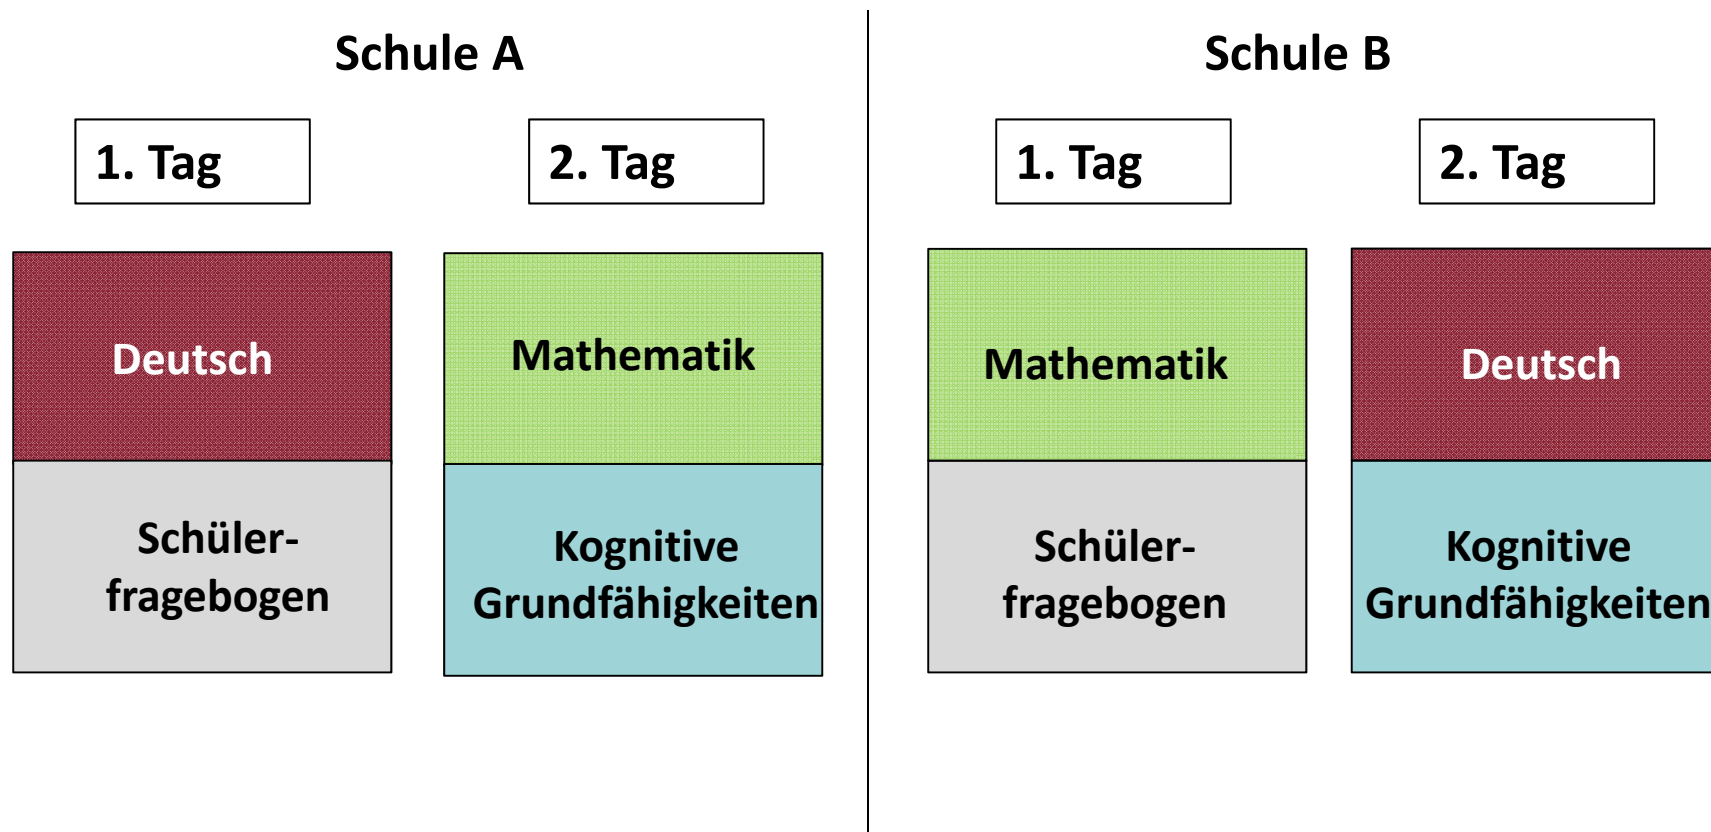 Schule A
1. Tag
2. Tag
Deutsch
Mathematik
Schüler-
fragebogen
Kognitive
Grundfähigkeiten
Schule B
1. Tag
2. Tag
Mathematik
Deutsch
Schüler-
fragebogen
Kognitive
Grundfähigkeiten